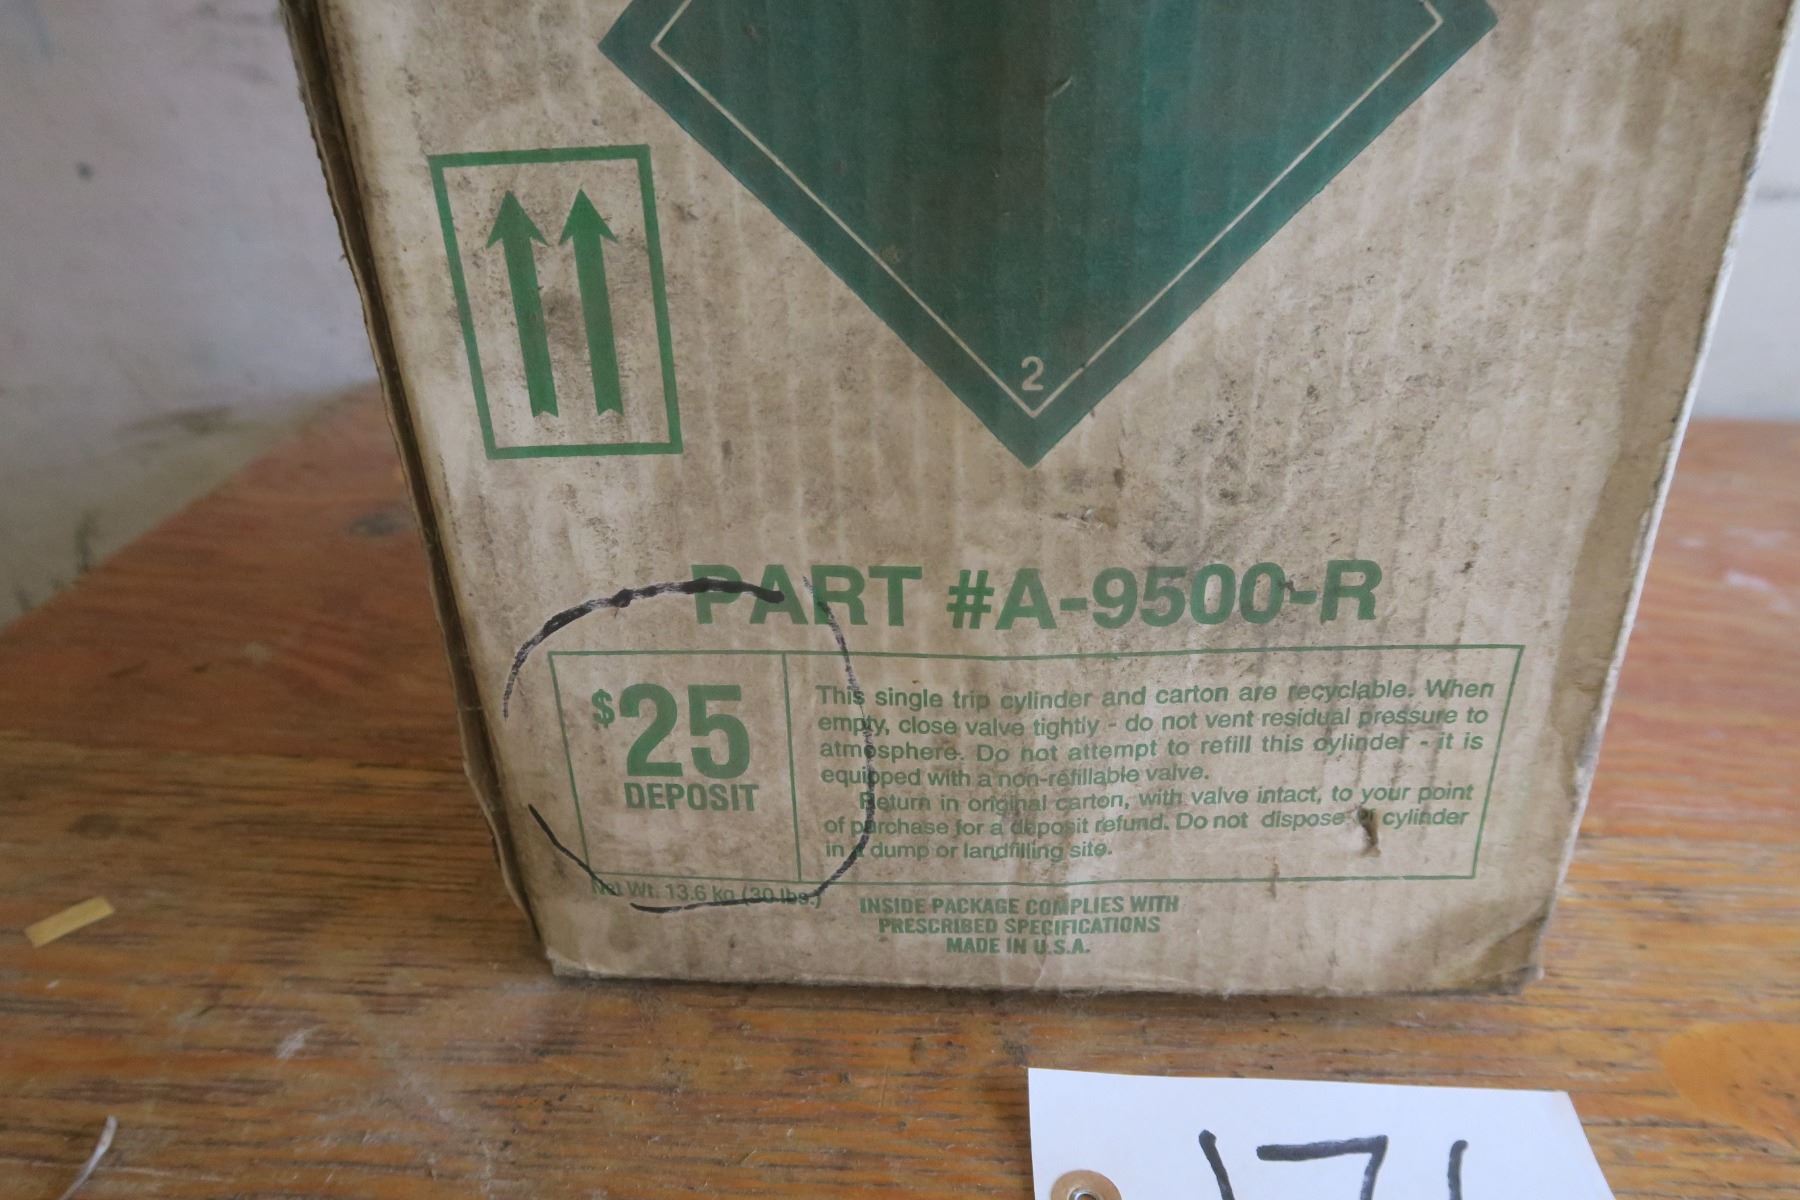 2
PART #A-9500-R
$25
DEPOSIT
This single trip cylinder and carton are recyclable. When
empty, close valve tightly - do not vent residual pressure to
atmosphere. Do not attempt to refill this cylinder - it is
equipped with a non-refillable valve.
Return in original carton, with valve intact, to your point
of purchase for a deposit refund. Do not dispose of cylinder
in a dump or landfilling site.
Net Wt. 13.6 kg (30 lbs.)
INSIDE PACKAGE COMPLIES WITH
PRESCRIBED SPECIFICATIONS
MADE IN U.S.A.
171